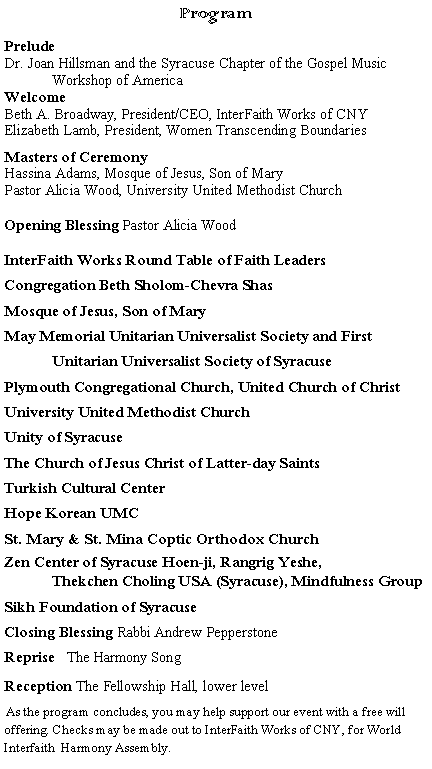 Program
Prelude
Dr. Joan Hillsman and the Syracuse Chapter of the Gospel Music
Workshop of America
Welcome
Beth A. Broadway, President/CEO, InterFaith Works of CNY
Elizabeth Lamb, President, Women Transcending Boundaries
Masters of Ceremony
Hassina Adams, Mosque of Jesus, Son of Mary
Pastor Alicia Wood, University United Methodist Church
Opening Blessing Pastor Alicia Wood
InterFaith Works Round Table of Faith Leaders
Congregation Beth Sholom-Chevra Shas
Mosque of Jesus, Son of Mary
May Memorial Unitarian Universalist Society and First
Unitarian Universalist Society of Syracuse
Plymouth Congregational Church, United Church of Christ
University United Methodist Church
Unity of Syracuse
The Church of Jesus Christ of Latter-day Saints
Turkish Cultural Center
Hope Korean UMC
St. Mary & St. Mina Coptic Orthodox Church
Zen Center of Syracuse Hoen-ji, Rangrig Yeshe,
Thekchen Choling USA (Syracuse), Mindfulness Group
Sikh Foundation of Syracuse
Closing Blessing Rabbi Andrew Pepperstone
Reprise The Harmony Song
Reception The Fellowship Hall, lower level
As the program concludes, you may help support our event with a free will
offering. Checks may be made out to InterFaith Works of CNY, for World
Interfaith Harmony Assembly.